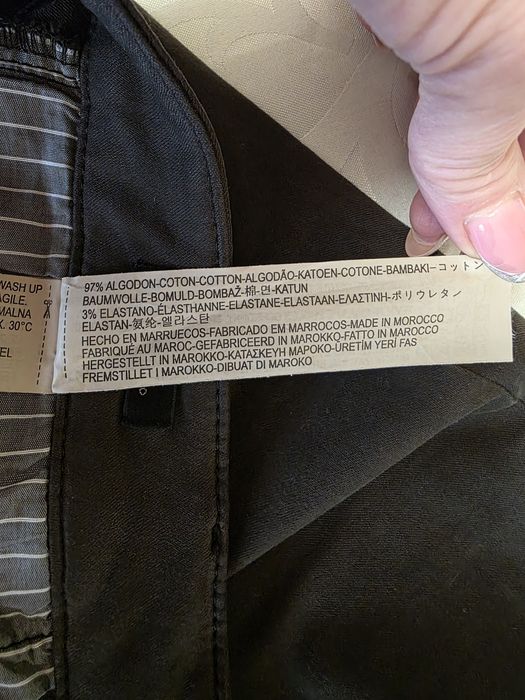 WASH UP
AGILE.
RMALNA
X. 30°C
EL
97% ALGODON-COTON-COTTON-ALGODÃO-KATOEN-COTONE-BAMBAKI-コットン
BAUMWOLLE-BOMULD-BOMBAŽ-棉-면-KATUN
3% ELASTANO-ÉLASTHANNE-ELASTANE-ELASTAAN-ΕΛΑΣΤΙΝΗ-ポリウレタン
ELASTAN-氨纶-엘라스탄
HECHO EN MARRUECOS-FABRICADO EM MARROCOS-MADE IN MOROCCO
FABRIQUÉ AU MAROC-GEFABRICEERD IN MAROKKO-FATTO IN MAROCCO
HERGESTELLT IN MAROKKO-ΚΑΤΑΣΚΕΥΗ ΜΑΡΟΚΟ-ÜRETİM YERİ FAS
FREMSTILLET I MAROKKO-DIBUAT DI MAROKO